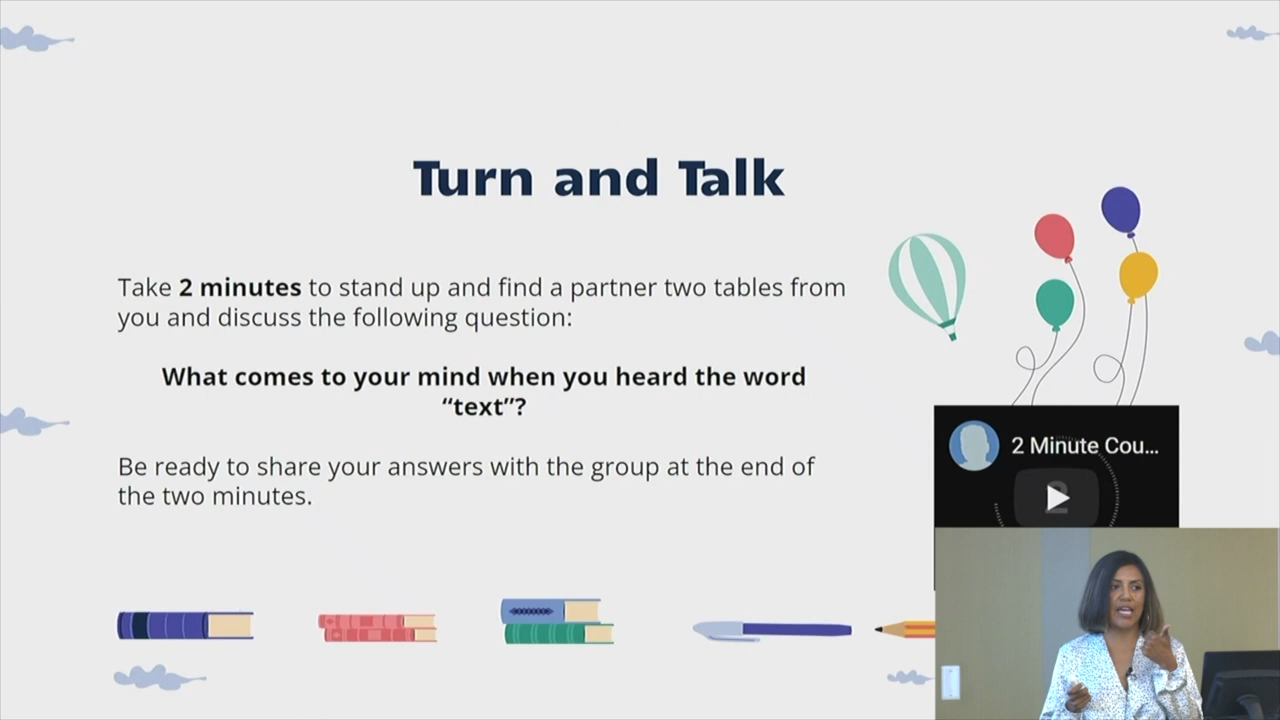 Turn and Talk
Take 2 minutes to stand up and find a partner two tables from
you and discuss the following question:
What comes to your mind when you heard the word
“text”?
Be ready to share your answers with the group at the end of
the two minutes.
2 Minute Cou...
2